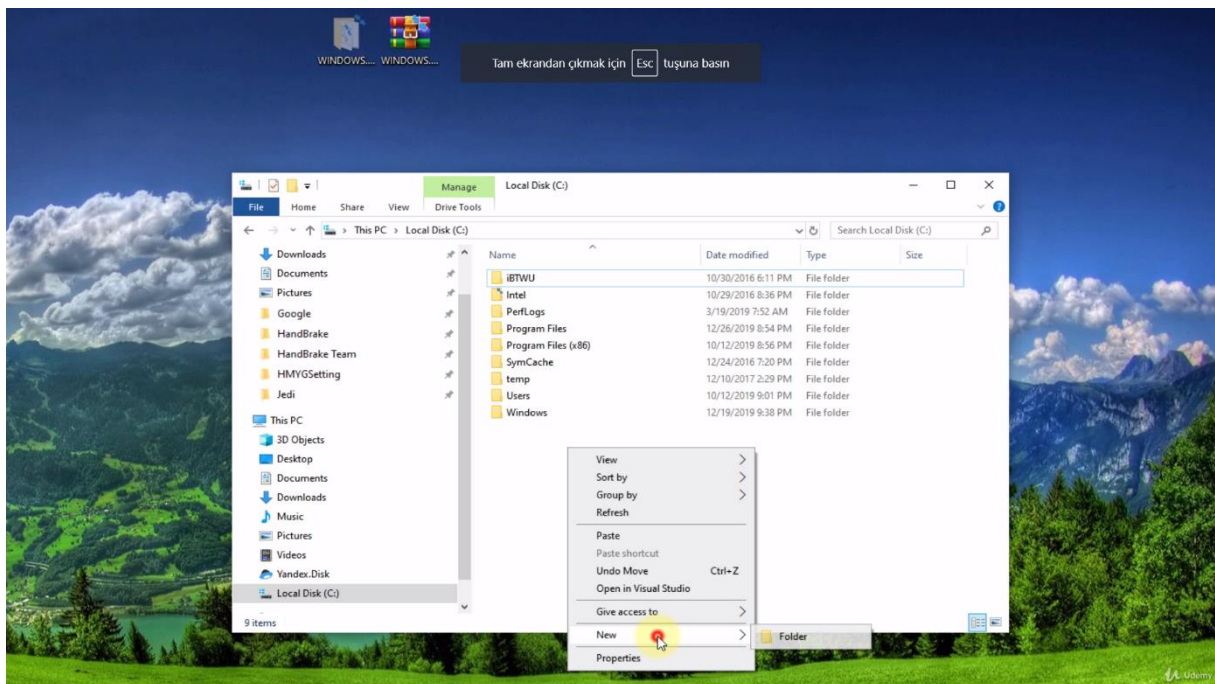 WINDOWS.... WINDOWS....
Tam ekrandan çıkmak için Esc tuşuna basın
Manage Local Disk (C:)
File Home Share View Drive Tools
This PC > Local Disk (C:) Search Local Disk (C:)
Name Date modified Type Size
Downloads
Documents
Pictures
Google
HandBrake
HandBrake Team
HMYGSetting
Jedi
This PC
3D Objects
Desktop
Documents
Downloads
Music
Pictures
Videos
Yandex.Disk
Local Disk (C:)
iBTWU 10/30/2016 6:11 PM File folder
Intel 10/29/2016 8:36 PM File folder
PerfLogs 3/19/2019 7:52 AM File folder
Program Files 12/26/2019 8:54 PM File folder
Program Files (x86) 10/12/2019 8:56 PM File folder
SymCache 12/24/2016 7:20 PM File folder
temp 12/10/2017 2:29 PM File folder
Users 10/12/2019 9:01 PM File folder
Windows 12/19/2019 9:38 PM File folder
View
Sort by
Group by
Refresh
Paste
Paste shortcut
Undo Move Ctrl+Z
Open in Visual Studio
Give access to
New
Folder
Properties
9 items
Udemy